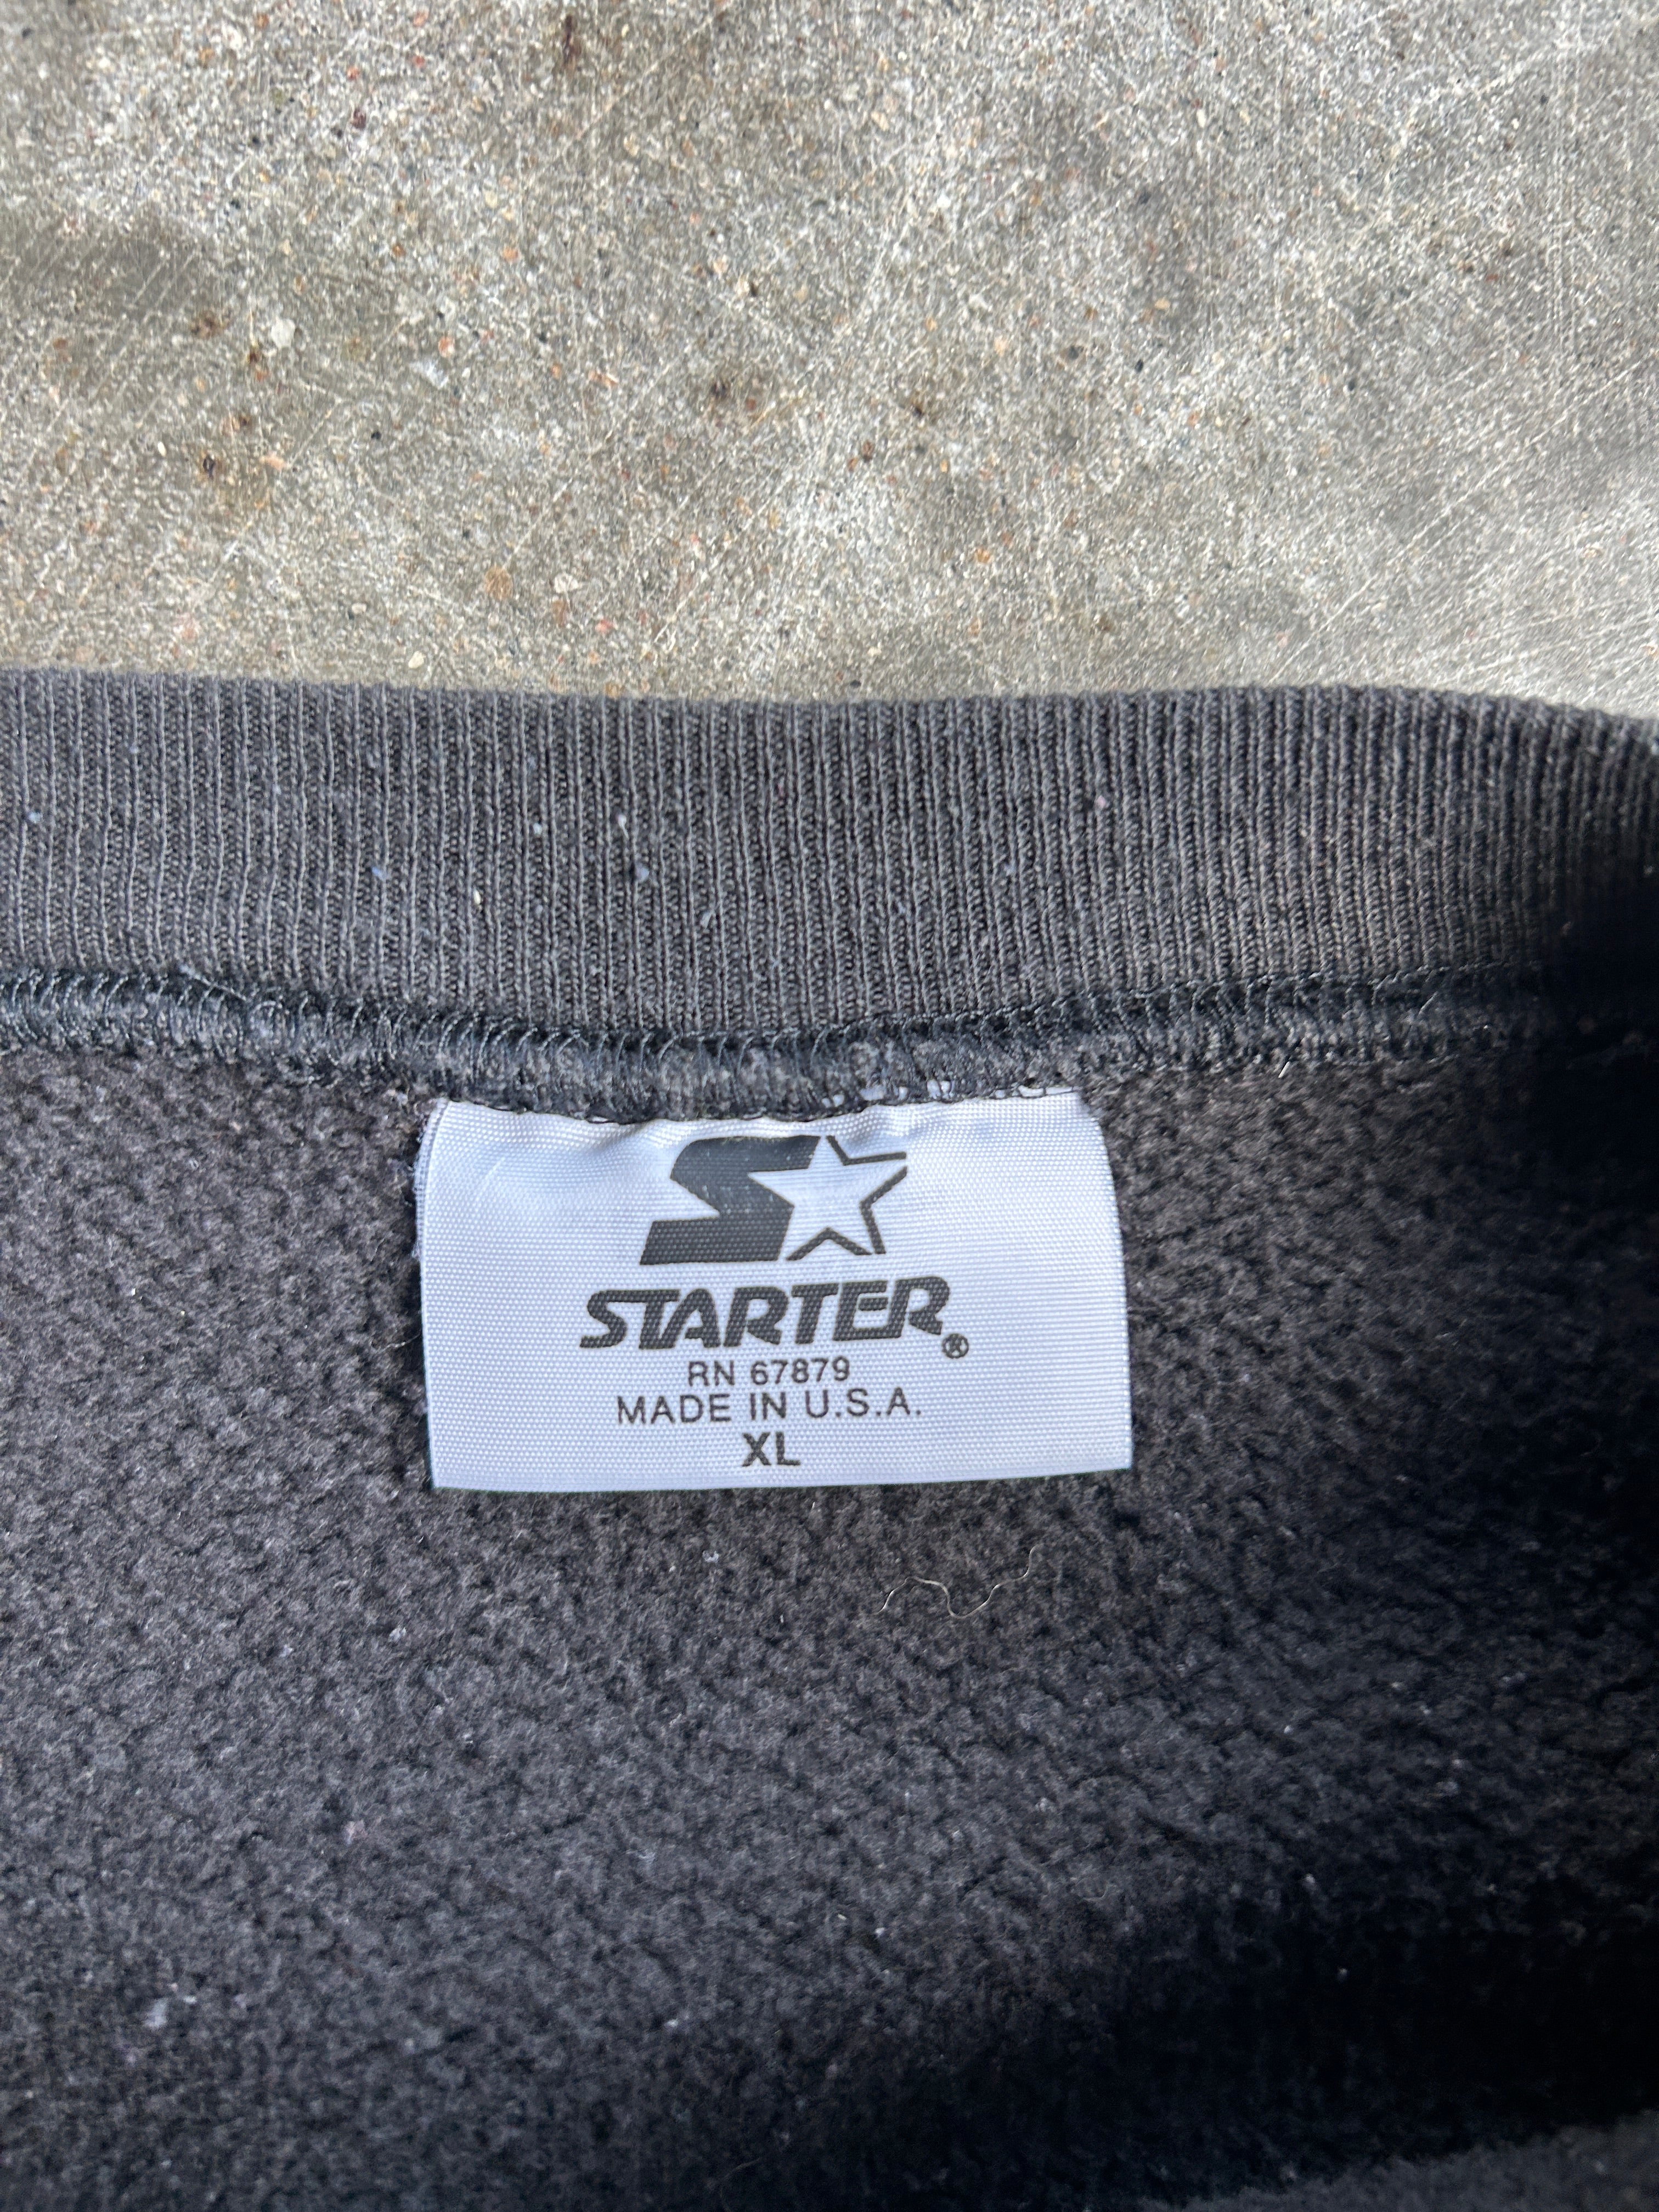 STARTER®
RN 67879
MADE IN U.S.A.
XL